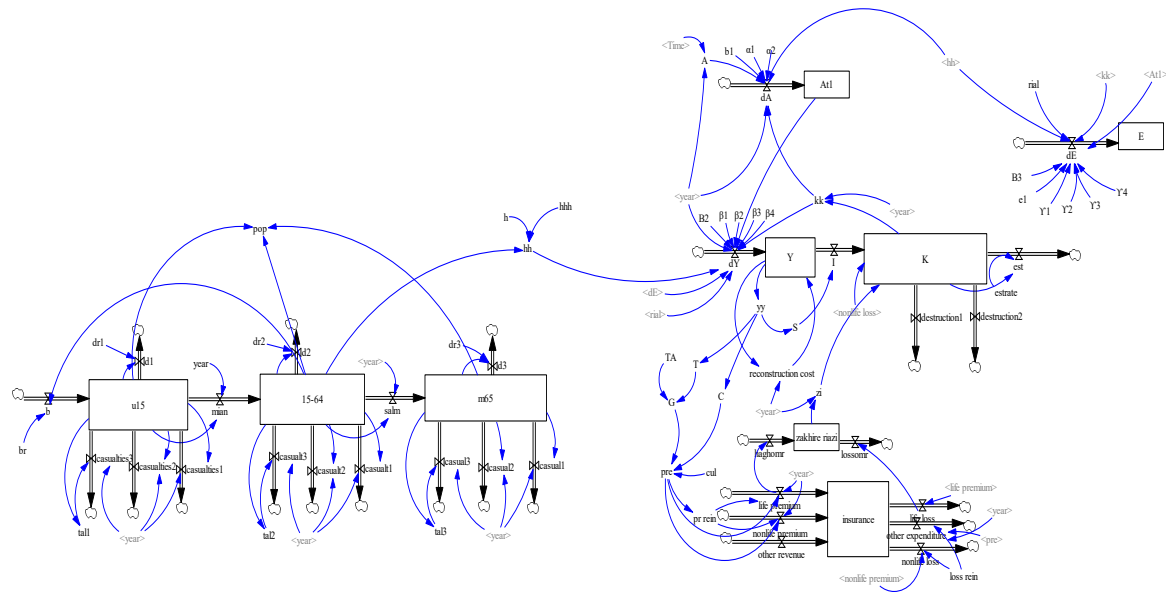 <Time>
b1
α1
α2
A
<hh>
rial
<kk>
<At1>
At1
dA
E
dE
B3
e1
ϒ1
ϒ2
ϒ3
ϒ4
<year>
kk
<year>
B2
β1
β2
β3
β4
h
hhh
hh
pop
dY
Y
I
K
est
estrate
<dE>
<rial>
yy
S
<nonlife loss>
destruction1
destruction2
dr1
d1
year
dr2
d2
<year>
dr3
d3
TA
T
reconstruction cost
b
u15
mian
15-64
salm
m65
G
C
<year>
zi
br
zakhire riazi
haghomr
lossomr
casualties3
casualties2
casualties1
casualt3
casualt2
casualt1
casual3
casual2
casual1
pre
cul
<year>
life premium
<life premium>
life loss
<year>
pr rein
insurance
nonlife premium
other expenditure
<pre>
other revenue
nonlife loss
loss rein
<nonlife premium>
tal1
<year>
tal2
<year>
tal3
<year>